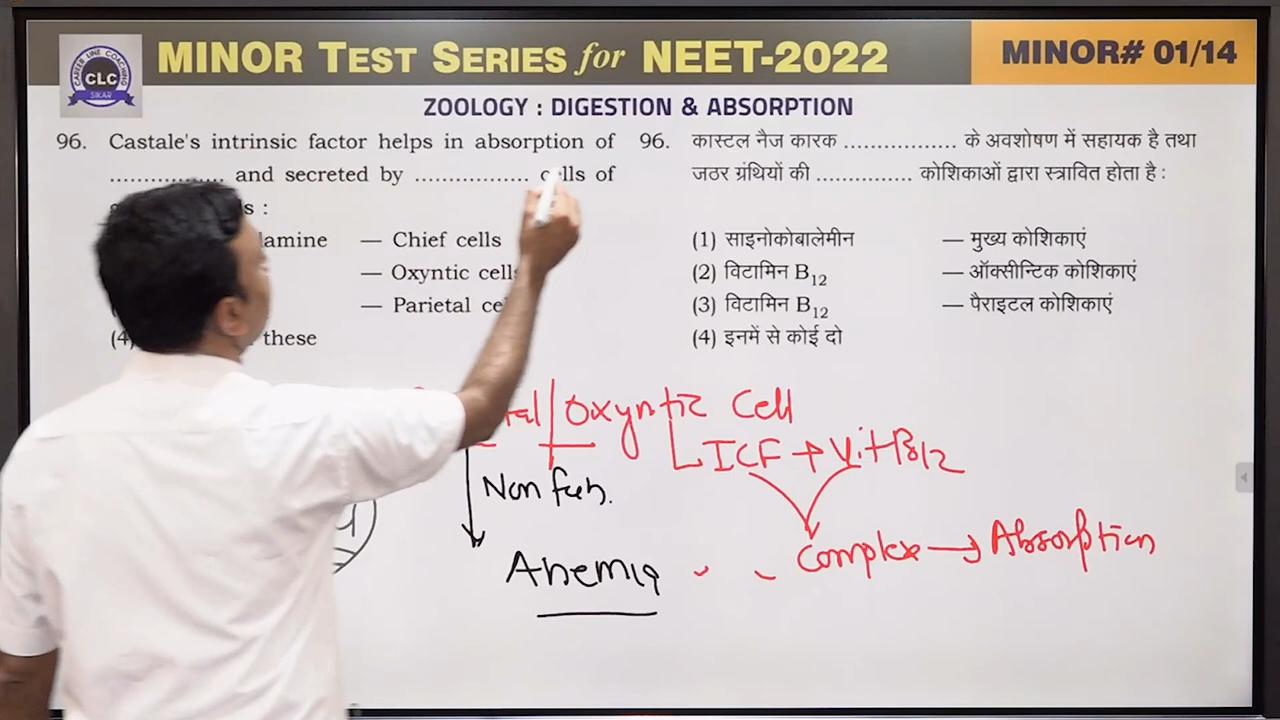 CAREER LINE COACHING
CLC
SIKAR
MINOR TEST SERIES for NEET-2022
MINOR# 01/14
ZOOLOGY : DIGESTION & ABSORPTION
96. Castale's intrinsic factor helps in absorption of
................. and secreted by ................. cells of
s :
lamine — Chief cells
— Oxyntic cells
— Parietal ce
(4) these
96. कास्टल नैज कारक ................. के अवशोषण में सहायक है तथा
जठर ग्रंथियों की .............. कोशिकाओं द्वारा स्त्रावित होता है :
(1) साइनोकोबालेमीन — मुख्य कोशिकाएं
(2) विटामिन B12 — ऑक्सीन्टिक कोशिकाएं
(3) विटामिन B12 — पैराइटल कोशिकाएं
(4) इनमें से कोई दो
Oxyntic Cell
ICF + Vit B12
Non fun.
Complex → Absorption
Anemia